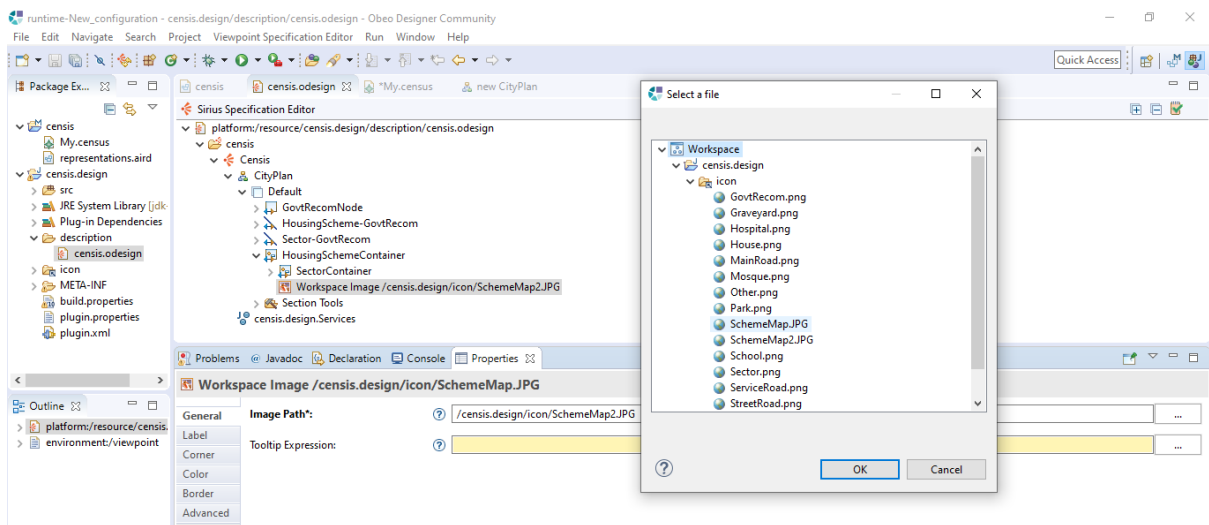 runtime-New_configuration - censis.design/description/censis.odesign - Obeo Designer Community
File Edit Navigate Search Project Viewpoint Specification Editor Run Window Help
Quick Access
Package Ex...
censis
My.census
representations.aird
censis.design
src
JRE System Library [jdk-
Plug-in Dependencies
description
censis.odesign
icon
META-INF
build.properties
plugin.properties
plugin.xml
Outline
platform:/resource/censis.
environment:/viewpoint
censis censis.odesign *My.census new CityPlan
Sirius Specification Editor
platform:/resource/censis.design/description/censis.odesign
censis
Censis
CityPlan
Default
GovtRecomNode
HousingScheme-GovtRecom
Sector-GovtRecom
HousingSchemeContainer
SectorContainer
Workspace Image /censis.design/icon/SchemeMap2.JPG
Section Tools
censis.design.Services
Problems @ Javadoc Declaration Console Properties
Workspace Image /censis.design/icon/SchemeMap.JPG
General
Label
Corner
Color
Border
Advanced
Image Path*: ? /censis.design/icon/SchemeMap2.JPG ...
Tooltip Expression: ? ...
Select a file
Workspace
censis.design
icon
GovtRecom.png
Graveyard.png
Hospital.png
House.png
MainRoad.png
Mosque.png
Other.png
Park.png
SchemeMap.JPG
SchemeMap2.JPG
School.png
Sector.png
ServiceRoad.png
StreetRoad.png
? OK Cancel